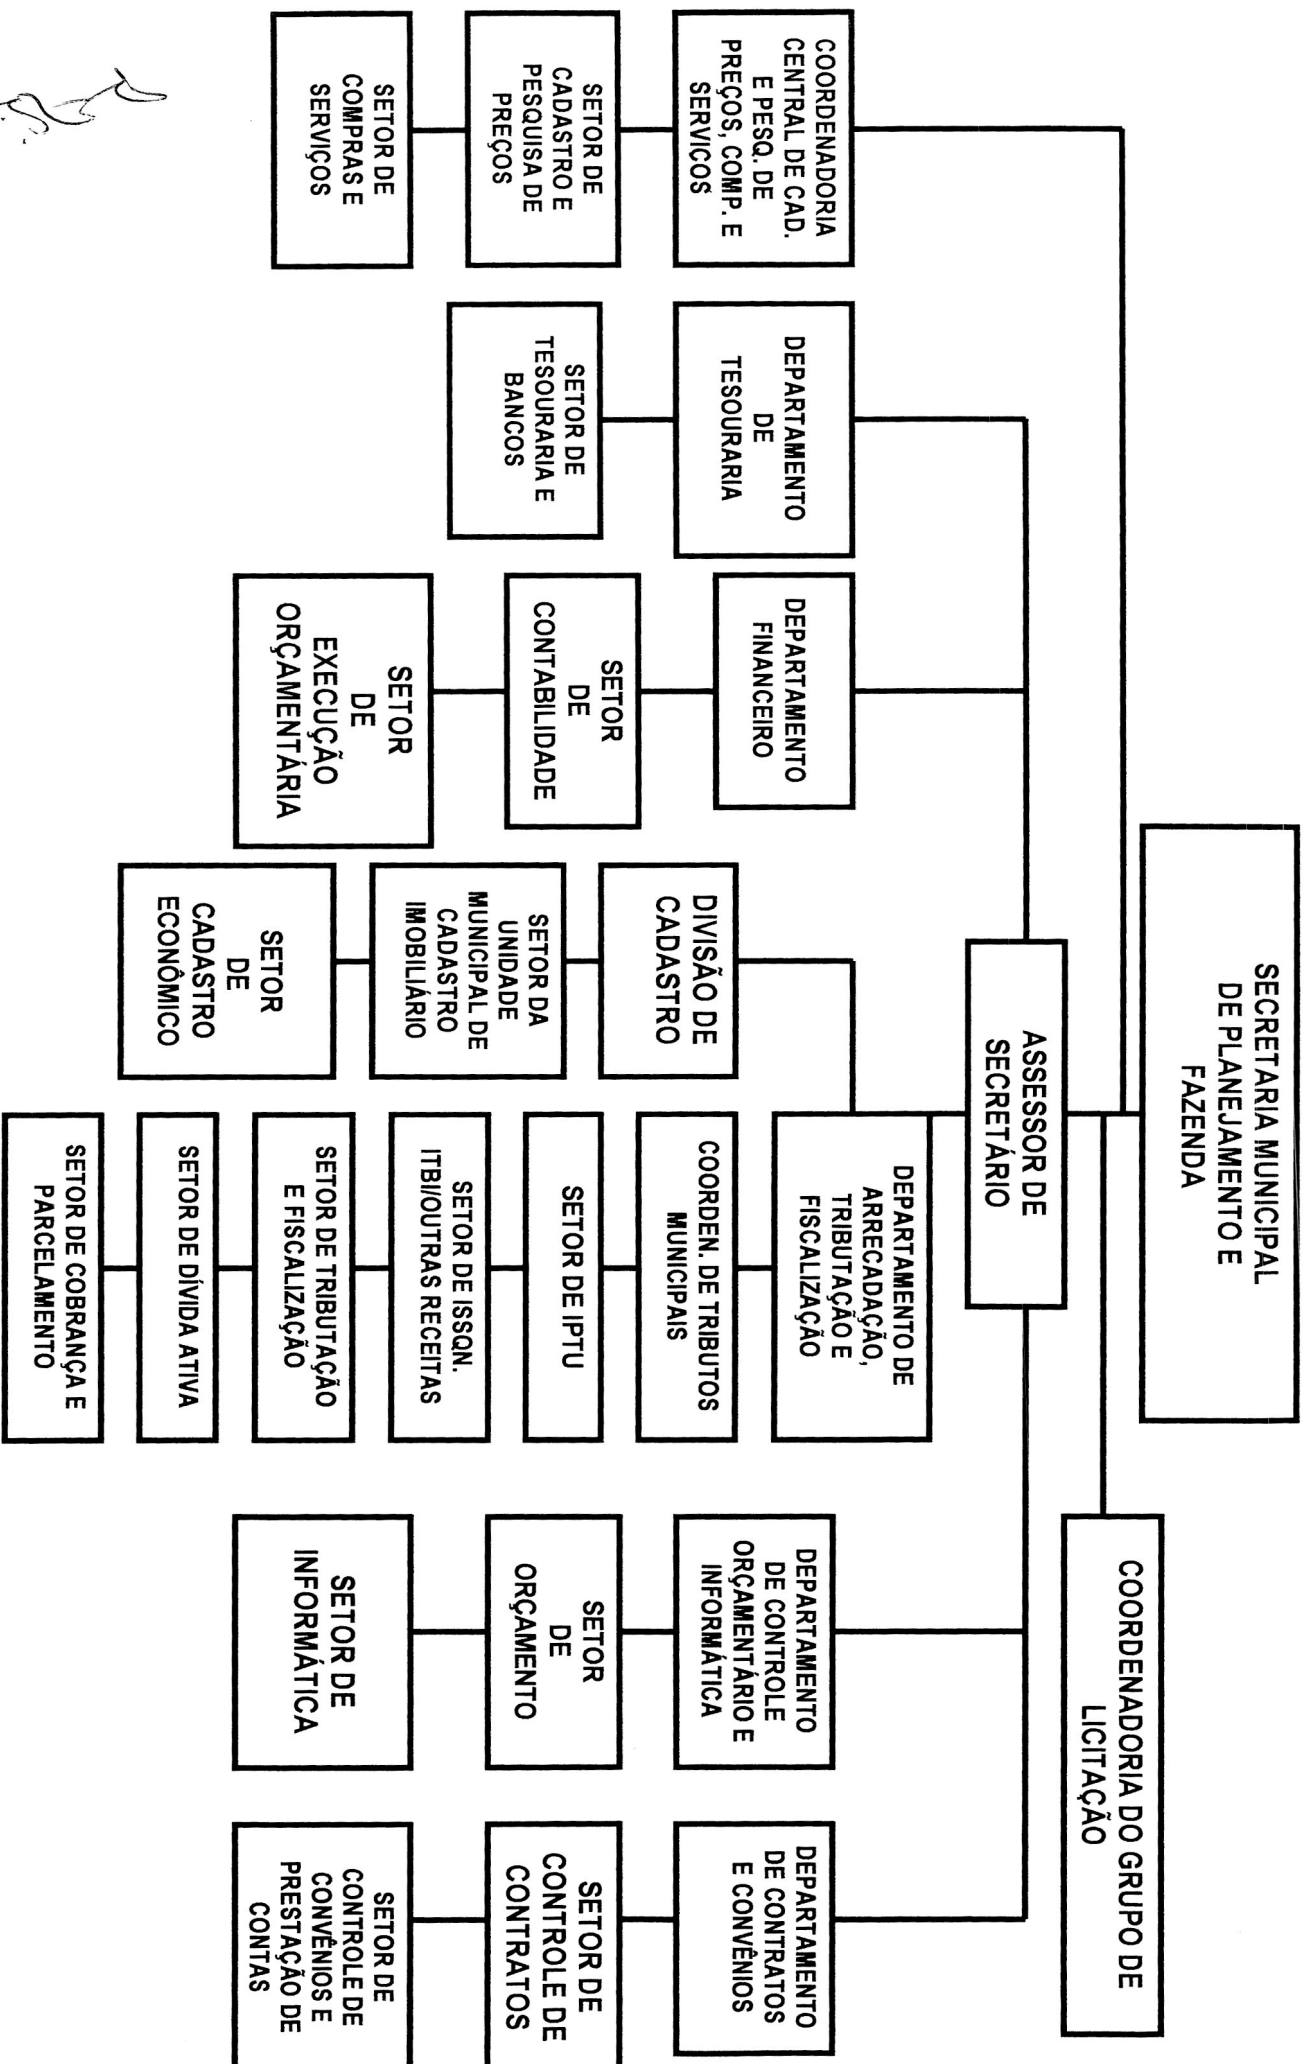 SECRETARIA MUNICIPAL
DE PLANEJAMENTO E
FAZENDA
COORDENADORIA DO GRUPO DE
LICITAÇÃO
ASSESSOR DE
SECRETÁRIO
COORDENADORIA
CENTRAL DE CAD.
E PESQ. DE
PREÇOS, COMP. E
SERVICOS
SETOR DE
CADASTRO E
PESQUISA DE
PREÇOS
SETOR DE
COMPRAS E
SERVIÇOS
DEPARTAMENTO
DE
TESOURARIA
SETOR DE
TESOURARIA E
BANCOS
DEPARTAMENTO
FINANCEIRO
SETOR
DE
CONTABILIDADE
SETOR
DE
EXECUÇÃO
ORÇAMENTÁRIA
DIVISÃO DE
CADASTRO
SETOR DA
UNIDADE
MUNICIPAL DE
CADASTRO
IMOBILIÁRIO
SETOR
DE
CADASTRO
ECONÔMICO
DEPARTAMENTO DE
ARRECADAÇÃO,
TRIBUTAÇÃO E
FISCALIZAÇÃO
COORDEN. DE TRIBUTOS
MUNICIPAIS
SETOR DE IPTU
SETOR DE ISSQN.
ITBI/OUTRAS RECEITAS
SETOR DE TRIBUTAÇÃO
E FISCALIZAÇÃO
SETOR DE DÍVIDA ATIVA
SETOR DE COBRANÇA E
PARCELAMENTO
DEPARTAMENTO
DE CONTROLE
ORÇAMENTÁRIO E
INFORMÁTICA
SETOR
DE
ORÇAMENTO
SETOR DE
INFORMÁTICA
DEPARTAMENTO
DE CONTRATOS
E CONVÊNIOS
SETOR DE
CONTROLE DE
CONTRATOS
SETOR DE
CONTROLE DE
CONVÊNIOS E
PRESTAÇÃO DE
CONTAS